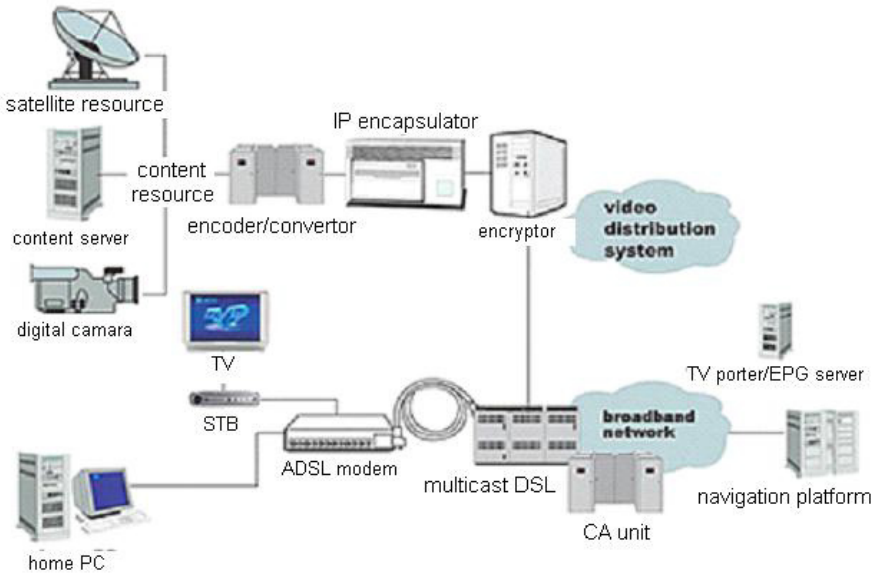 satellite resource
IP encapsulator
content
resource
content server
encoder/convertor
encryptor
video
distribution
system
digital camara
TV
TV porter/EPG server
STB
ADSL modem
broadband
network
multicast DSL
navigation platform
CA unit
home PC